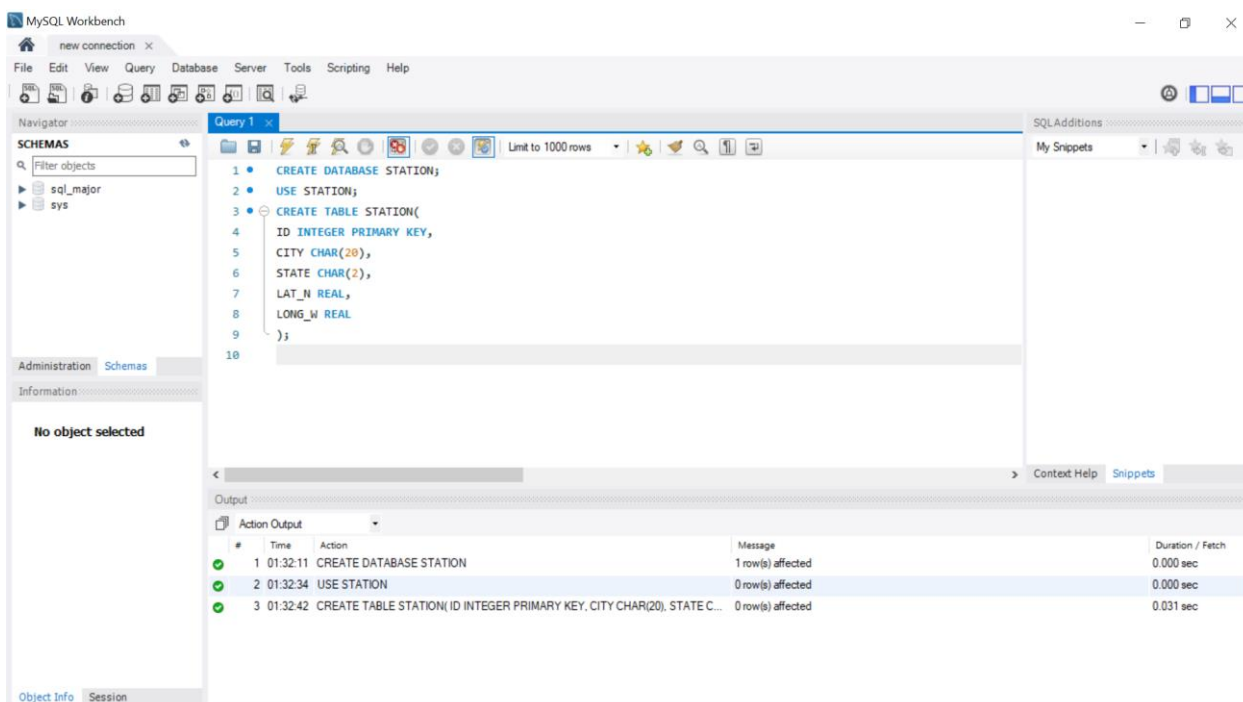 MySQL Workbench
new connection
File Edit View Query Database Server Tools Scripting Help
Navigator
SCHEMAS
Filter objects
sql_major
sys
Administration Schemas
Information
No object selected
Object Info Session
Query 1
Limit to 1000 rows
1 CREATE DATABASE STATION;
2 USE STATION;
3 CREATE TABLE STATION(
4 ID INTEGER PRIMARY KEY,
5 CITY CHAR(20),
6 STATE CHAR(2),
7 LAT_N REAL,
8 LONG_W REAL
9 );
10
SQLAdditions
My Snippets
Context Help Snippets
Output
Action Output
# Time Action Message Duration / Fetch
1 01:32:11 CREATE DATABASE STATION 1 row(s) affected 0.000 sec
2 01:32:34 USE STATION 0 row(s) affected 0.000 sec
3 01:32:42 CREATE TABLE STATION( ID INTEGER PRIMARY KEY, CITY CHAR(20), STATE C... 0 row(s) affected 0.031 sec